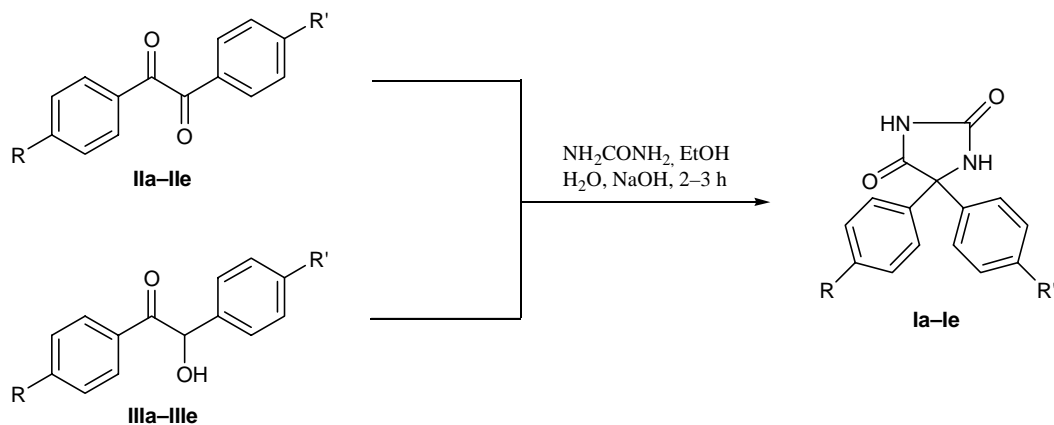 R'
O
O
R
IIa–IIe
NH₂CONH₂, EtOH
H₂O, NaOH, 2–3 h
O
HN
NH
O
R
R'
Ia–Ie
R'
O
OH
R
IIIa–IIIe